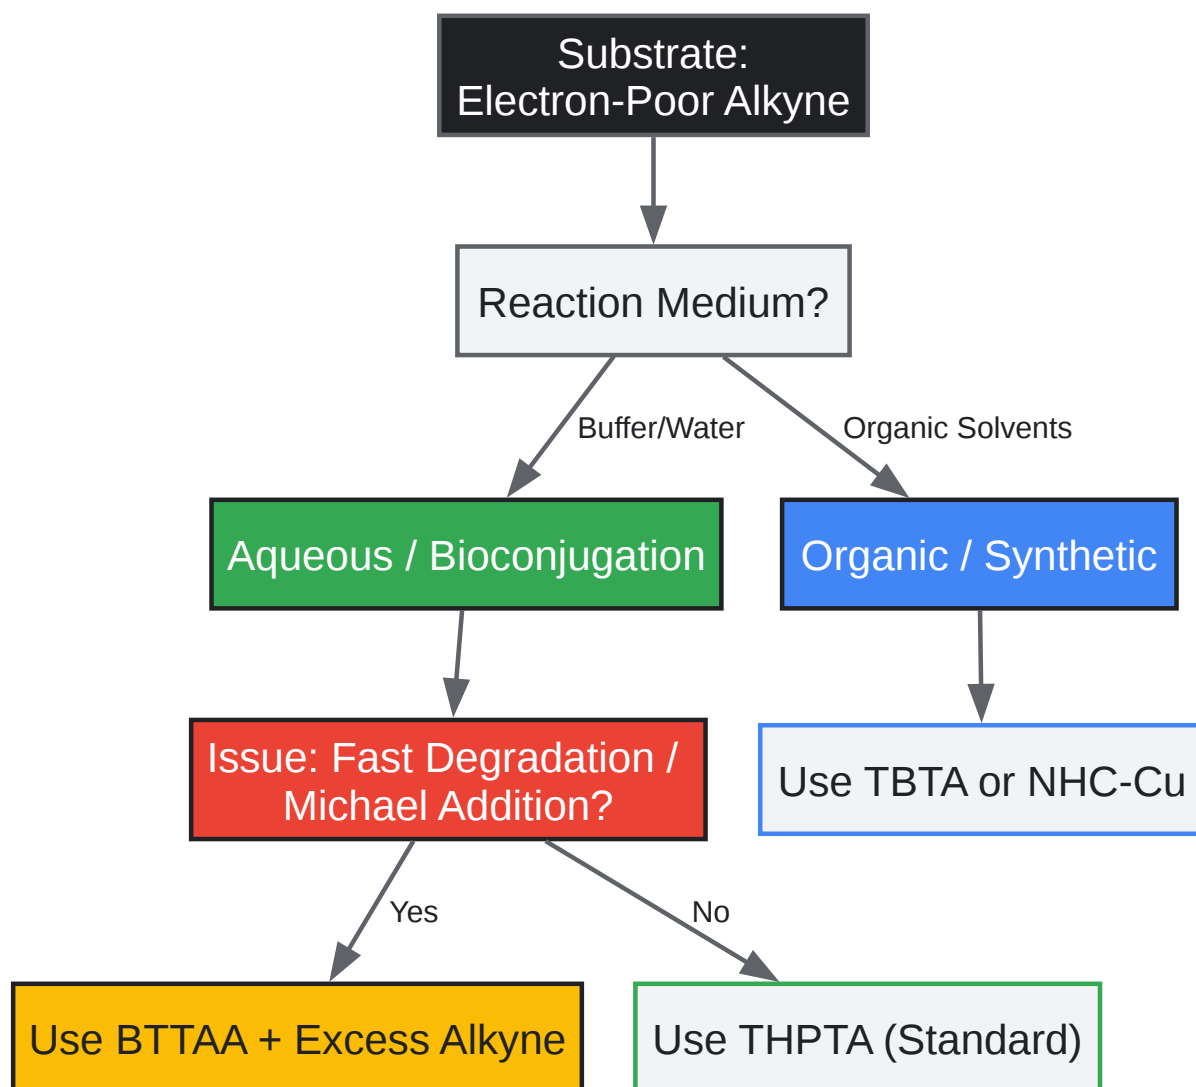 Substrate:
Electron-Poor Alkyne
Reaction Medium?
Buffer/Water
Organic Solvents
Aqueous / Bioconjugation
Organic / Synthetic
Issue: Fast Degradation /
Michael Addition?
Use TBTA or NHC-Cu
Yes
No
Use BTTAA + Excess Alkyne
Use THPTA (Standard)